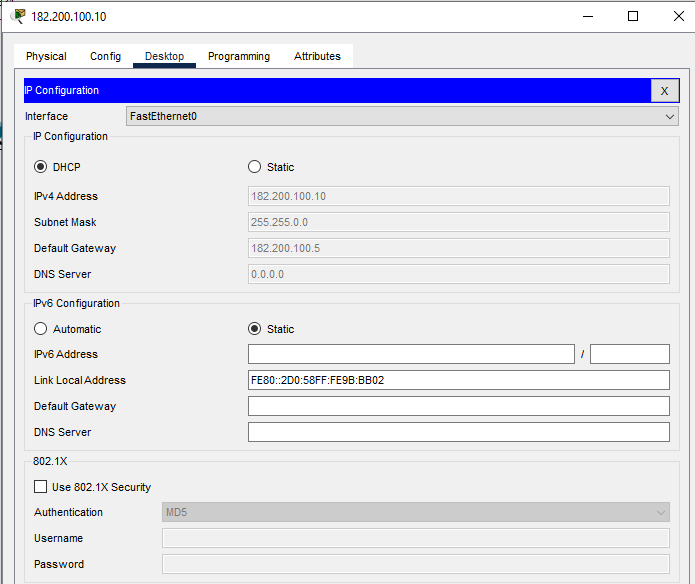 182.200.100.10
Physical Config Desktop Programming Attributes
IP Configuration X
Interface FastEthernet0
IP Configuration
DHCP Static
IPv4 Address 182.200.100.10
Subnet Mask 255.255.0.0
Default Gateway 182.200.100.5
DNS Server 0.0.0.0
IPv6 Configuration
Automatic Static
IPv6 Address /
Link Local Address FE80::2D0:58FF:FE9B:BB02
Default Gateway
DNS Server
802.1X
Use 802.1X Security
Authentication MD5
Username
Password